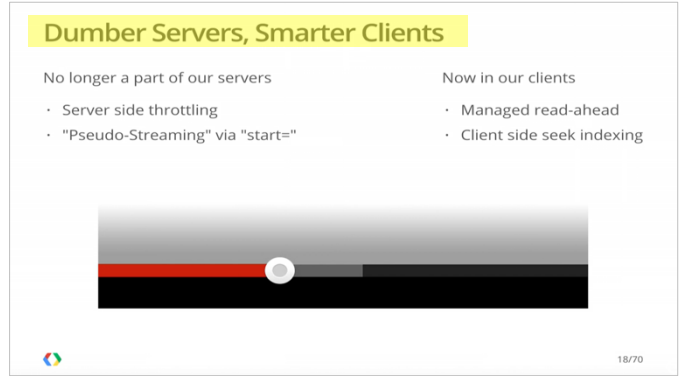 Dumber Servers, Smarter Clients
No longer a part of our servers
· Server side throttling
· "Pseudo-Streaming" via "start="
Now in our clients
· Managed read-ahead
· Client side seek indexing
18/70